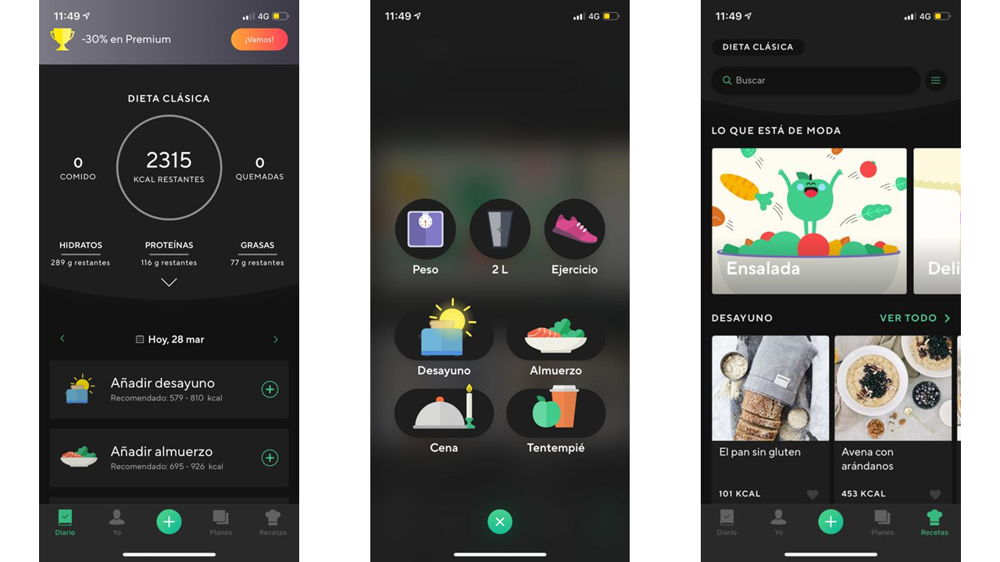 11:49
4G
-30% en Premium
¡Vamos!
DIETA CLÁSICA
0
COMIDO
2315
KCAL RESTANTES
0
QUEMADAS
HIDRATOS
289 g restantes
PROTEÍNAS
116 g restantes
GRASAS
77 g restantes
Hoy, 28 mar
Añadir desayuno
Recomendado: 579 - 810 kcal
Añadir almuerzo
Recomendado: 695 - 926 kcal
Diario
Yo
Planes
Recetas
11:49
4G
Peso
2 L
Ejercicio
Desayuno
Almuerzo
Cena
Tentempié
11:49
4G
DIETA CLÁSICA
Buscar
LO QUE ESTÁ DE MODA
Ensalada
Deli
DESAYUNO
VER TODO
El pan sin gluten
101 KCAL
Avena con
arándanos
453 KCAL
Diario
Yo
Planes
Recetas